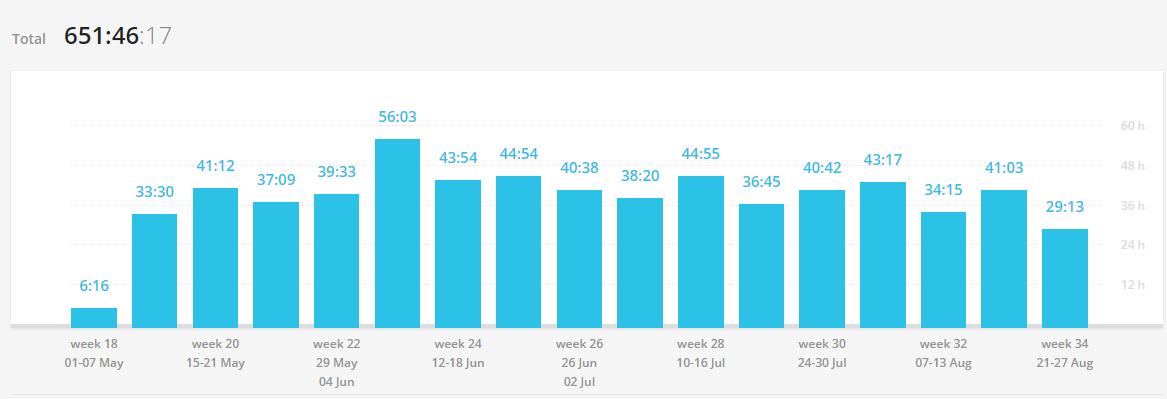 Total 651:46:17
56:03
60 h
43:54 44:54 44:55 43:17
41:12 39:33 40:38 38:20 40:42 41:03 48 h
33:30 37:09 36:45 34:15
29:13 36 h
24 h
6:16 12 h
week 18 week 20 week 22 week 24 week 26 week 28 week 30 week 32 week 34
01-07 May 15-21 May 29 May 12-18 Jun 26 Jun 10-16 Jul 24-30 Jul 07-13 Aug 21-27 Aug
04 Jun 02 Jul